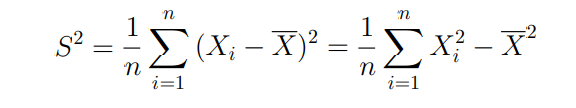 $S^2 = \frac{1}{n} \sum_{i=1}^{n} (X_i - \overline{X})^2 = \frac{1}{n} \sum_{i=1}^{n} X_i^2 - \overline{X}^2$